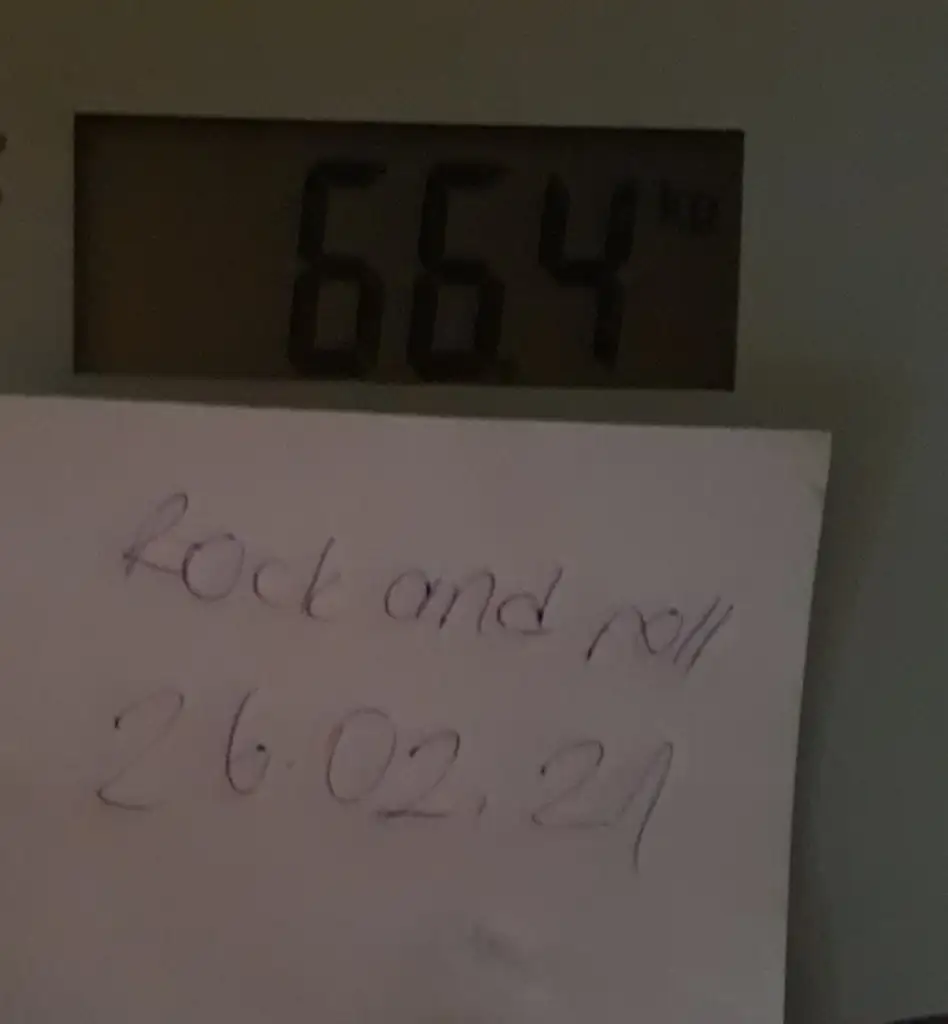 66.4 kg
Rock and roll
26.02.21